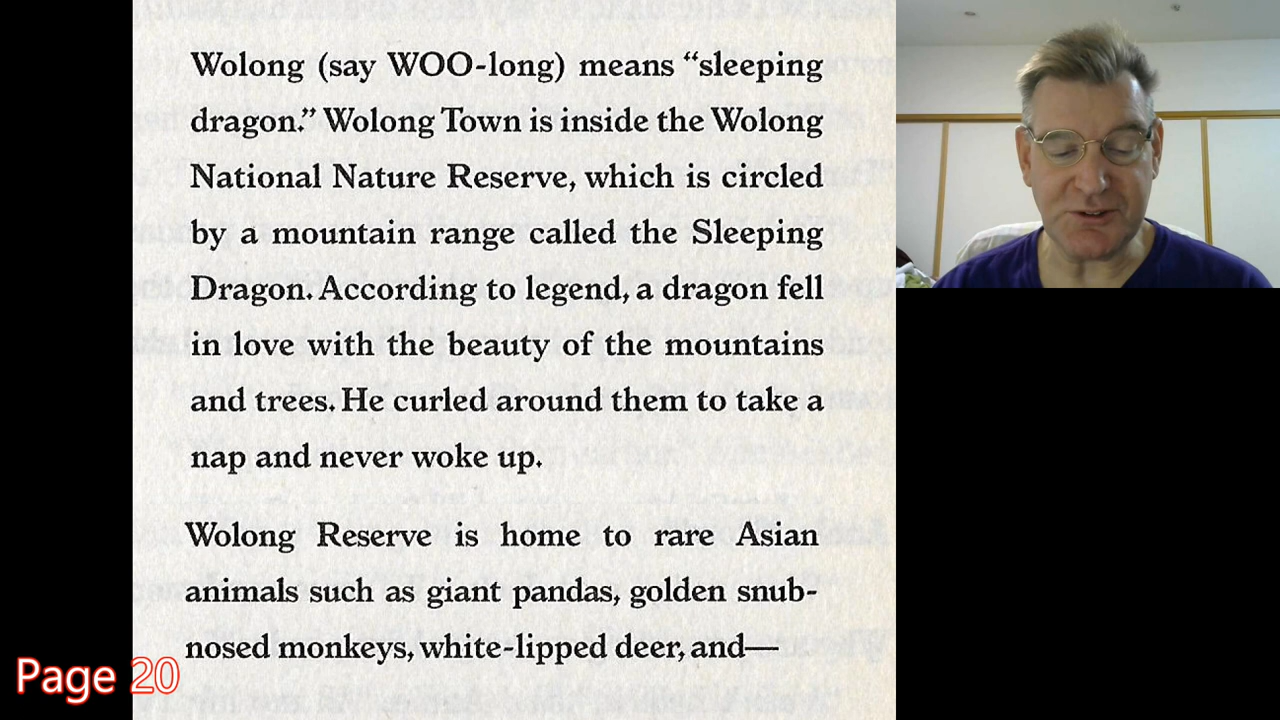 Wolong (say WOO-long) means “sleeping
dragon.” Wolong Town is inside the Wolong
National Nature Reserve, which is circled
by a mountain range called the Sleeping
Dragon. According to legend, a dragon fell
in love with the beauty of the mountains
and trees. He curled around them to take a
nap and never woke up.
Wolong Reserve is home to rare Asian
animals such as giant pandas, golden snub-
nosed monkeys, white-lipped deer, and—
Page 20